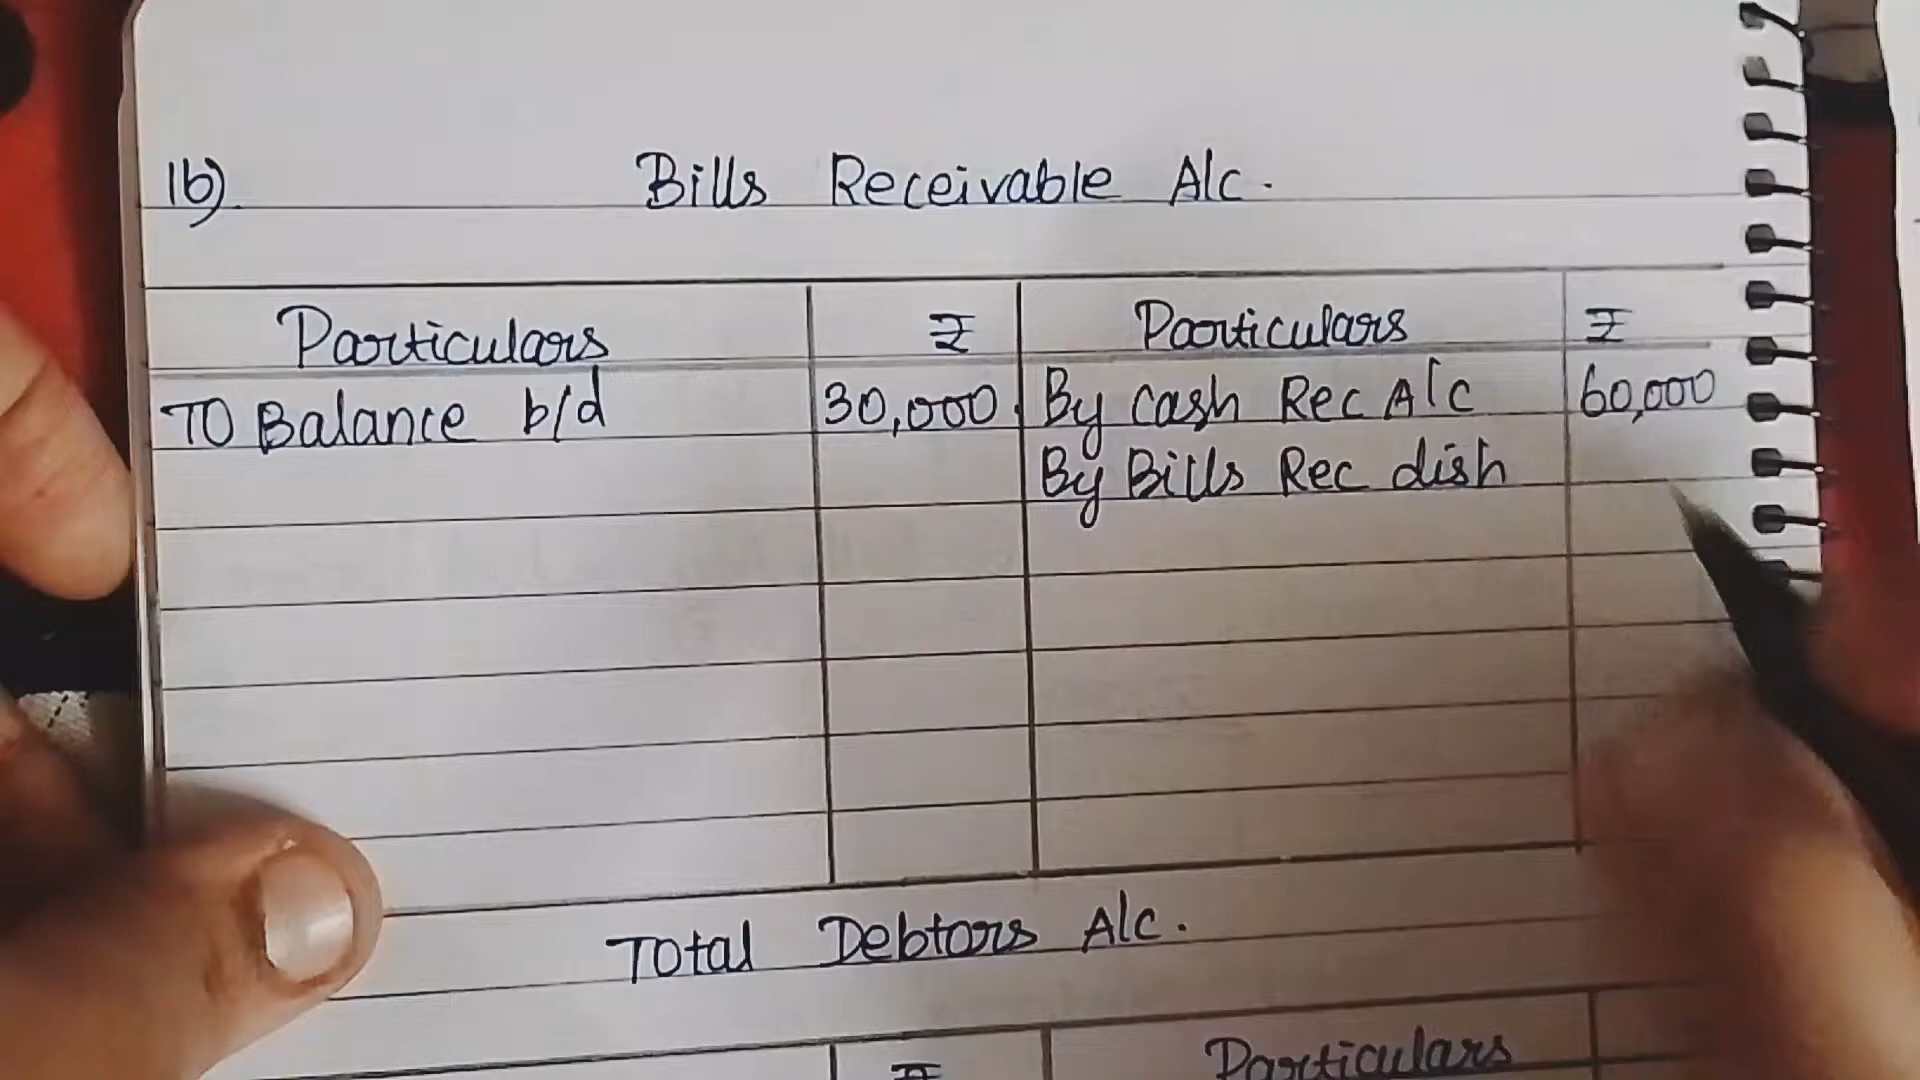 16)
Bills Receivable A/c.
Particulars ₹ Particulars ₹
TO Balance b/d 30,000 By Cash Rec A/c 60,000
By Bills Rec dish
Total Debtors A/c.
₹ Particulars